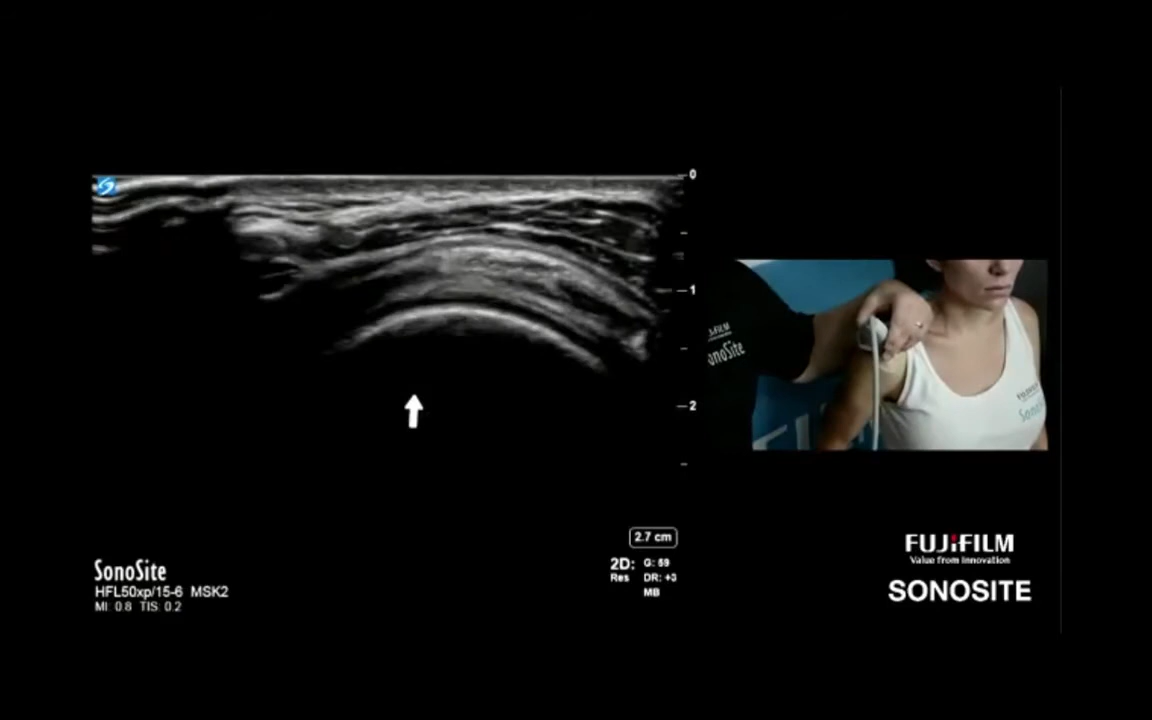 0
1
2
2.7 cm
2D:
G: 59
Res
DR: +3
MB
SonoSite
HFL50xp/15-6 MSK2
MI: 0.8 TIS: 0.2
SonoSite
FUJIFILM
Value from Innovation
SONOSITE